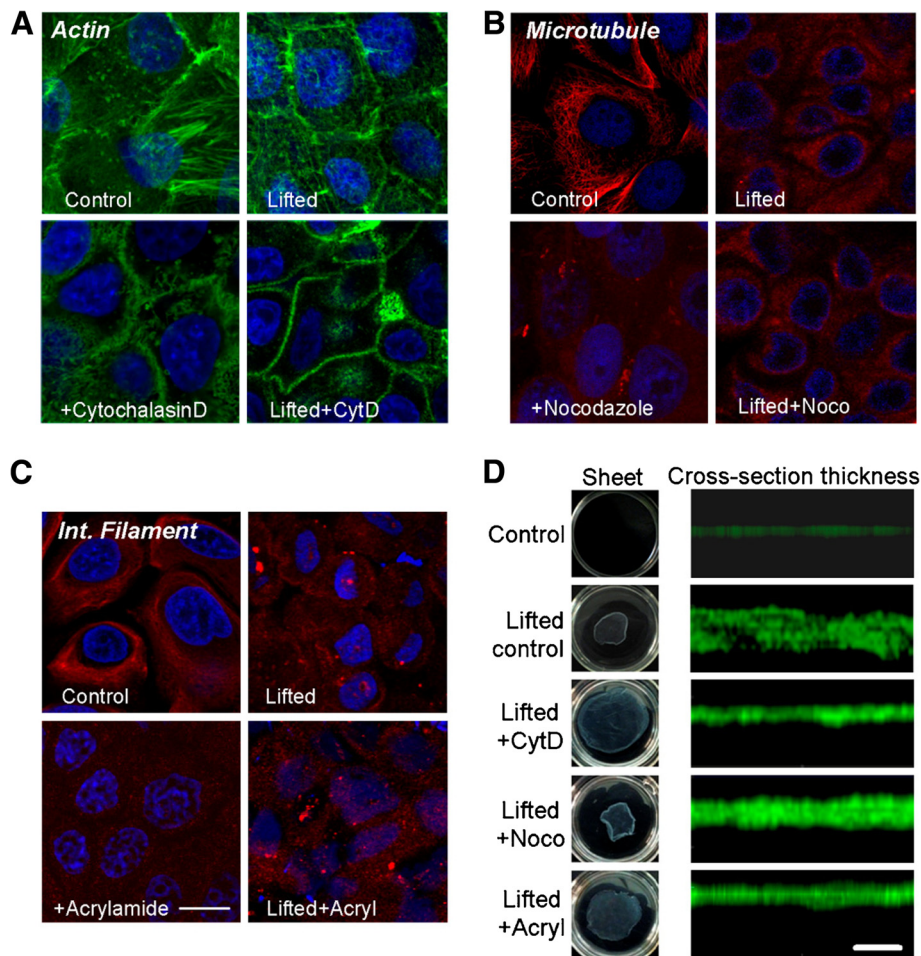 A
Actin
Control
Lifted
+CytochalasinD
Lifted+CytD
B
Microtubule
Control
Lifted
+Nocodazole
Lifted+Noco
C
Int. Filament
Control
Lifted
+Acrylamide
Lifted+Acryl
D
Sheet
Cross-section thickness
Control
Lifted
control
Lifted
+CytD
Lifted
+Noco
Lifted
+Acryl